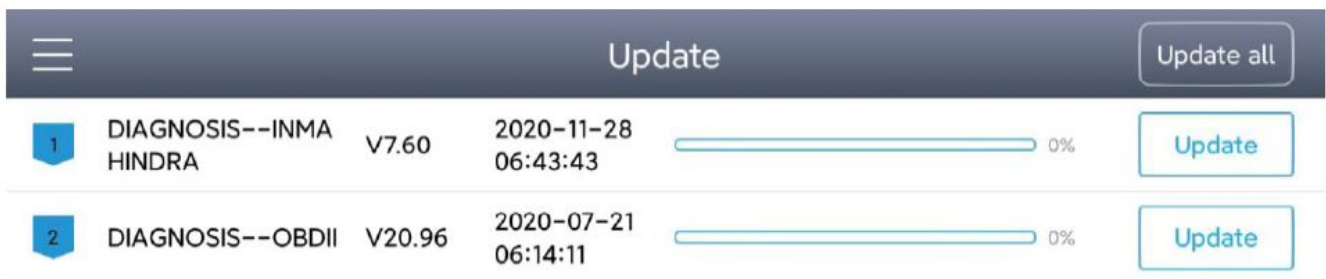 Update
Update all
1
DIAGNOSIS--INMA
HINDRA
V7.60
2020-11-28
06:43:43
0%
Update
2
DIAGNOSIS--OBDII
V20.96
2020-07-21
06:14:11
0%
Update